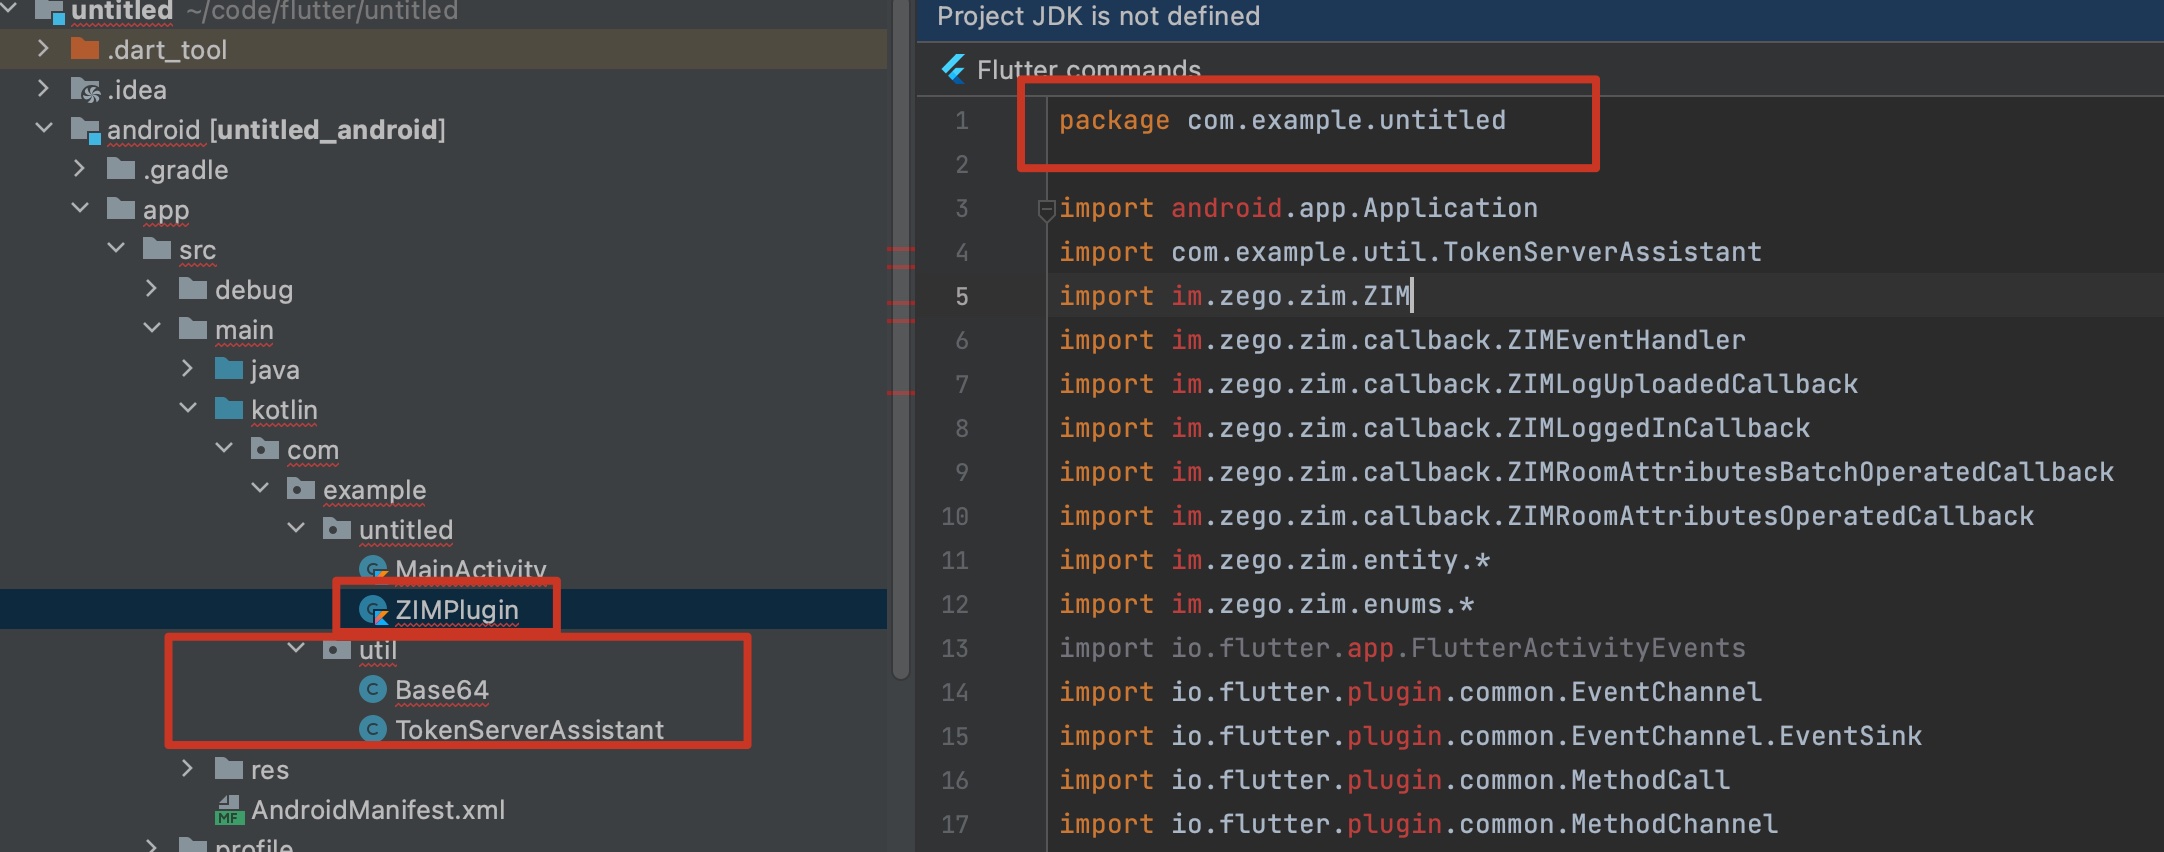 untitled ~/code/flutter/untitled
.dart_tool
.idea
android [untitled_android]
.gradle
app
src
debug
main
java
kotlin
com
example
untitled
MainActivity
ZIMPlugin
util
Base64
TokenServerAssistant
res
MF AndroidManifest.xml
profile
Project JDK is not defined
Flutter commands
1 package com.example.untitled
2
3 import android.app.Application
4 import com.example.util.TokenServerAssistant
5 import im.zego.zim.ZIM
6 import im.zego.zim.callback.ZIMEventHandler
7 import im.zego.zim.callback.ZIMLogUploadedCallback
8 import im.zego.zim.callback.ZIMLoggedInCallback
9 import im.zego.zim.callback.ZIMRoomAttributesBatchOperatedCallback
10 import im.zego.zim.callback.ZIMRoomAttributesOperatedCallback
11 import im.zego.zim.entity.*
12 import im.zego.zim.enums.*
13 import io.flutter.app.FlutterActivityEvents
14 import io.flutter.plugin.common.EventChannel
15 import io.flutter.plugin.common.EventChannel.EventSink
16 import io.flutter.plugin.common.MethodCall
17 import io.flutter.plugin.common.MethodChannel